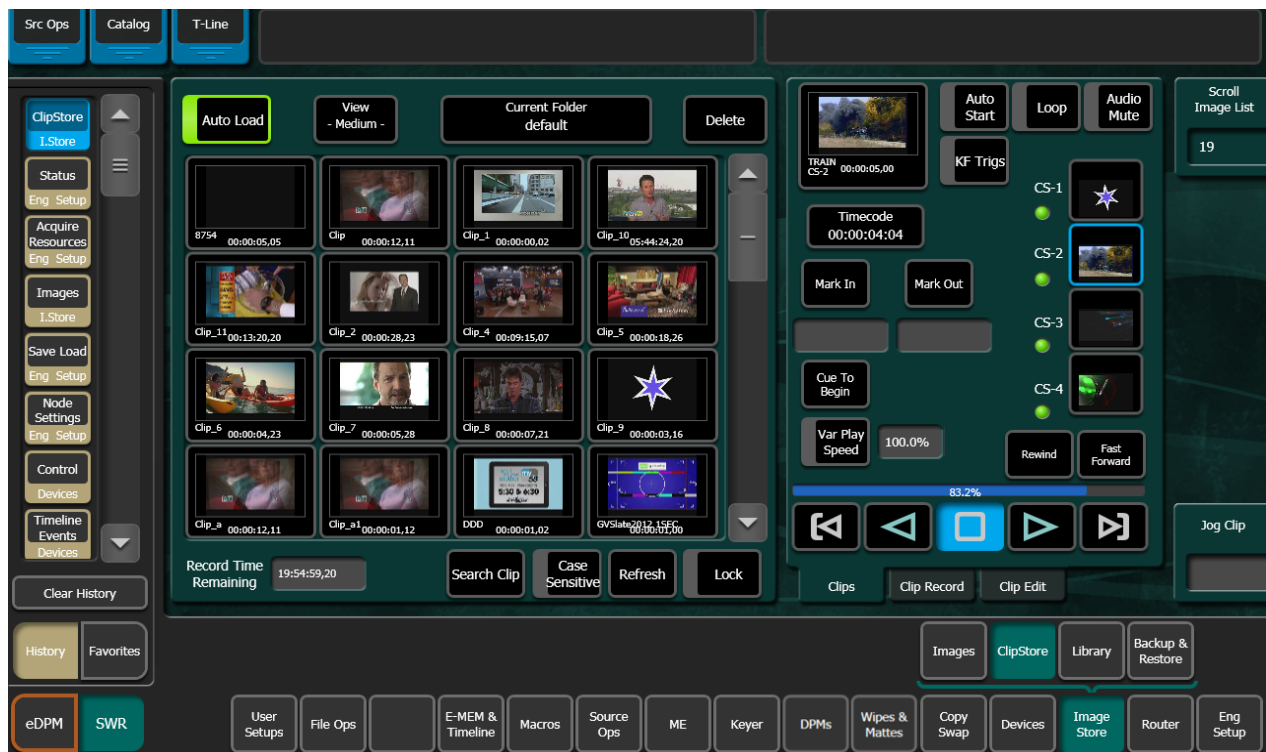 Src Ops
Catalog
T-Line
ClipStore
I.Store
Status
Eng Setup
Acquire
Resources
Eng Setup
Images
I.Store
Save Load
Eng Setup
Node
Settings
Eng Setup
Control
Devices
Timeline
Events
Devices
Clear History
History
Favorites
Auto Load
View
- Medium -
Current Folder
default
Delete
8754 00:00:05,05
Clip 00:00:12,11
Clip_1 00:00:00,02
Clip_10 05:44:24,20
Clip_11 00:13:20,20
Clip_2 00:00:28,23
Clip_4 00:09:15,07
Clip_5 00:00:18,26
Clip_6 00:00:04,23
Clip_7 00:00:05,28
Clip_8 00:00:07,21
Clip_9 00:00:03,16
Clip_a 00:00:12,11
Clip_a1 00:00:01,12
5:30 & 6:30
DDD 00:00:01,02
GVSlate2012_1SEC
00:00:01,00
Record Time
Remaining
19:54:59,20
Search Clip
Case
Sensitive
Refresh
Lock
TRAIN
CS-2 00:00:05,00
Auto
Start
Loop
Audio
Mute
KF Trigs
Timecode
00:00:04:04
Mark In
Mark Out
Cue To
Begin
Var Play
Speed
100.0%
CS-1
CS-2
CS-3
CS-4
Rewind
Fast
Forward
83.2%
Clips
Clip Record
Clip Edit
Scroll
Image List
19
Jog Clip
Images
ClipStore
Library
Backup &
Restore
eDPM
SWR
User
Setups
File Ops
E-MEM &
Timeline
Macros
Source
Ops
ME
Keyer
DPMs
Wipes &
Mattes
Copy
Swap
Devices
Image
Store
Router
Eng
Setup